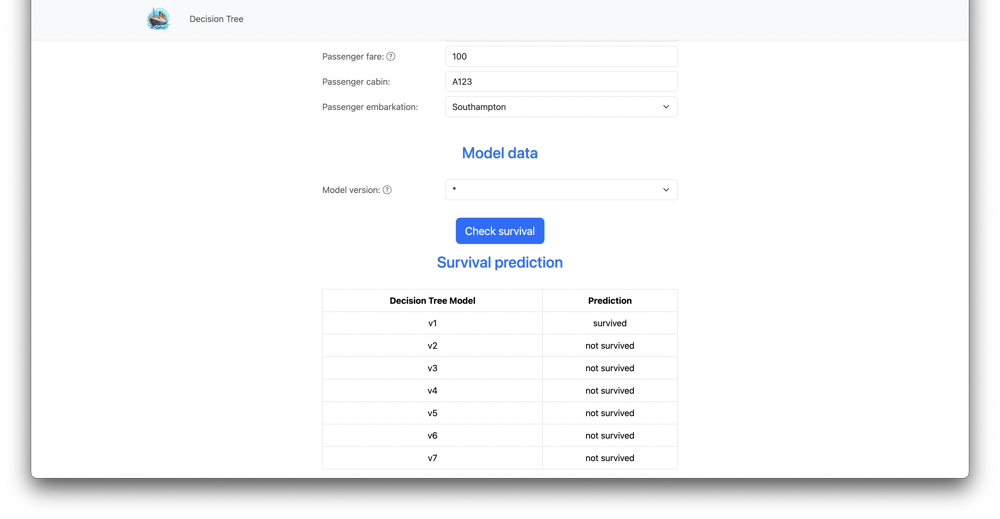 Decision Tree
Passenger fare: ?
100
Passenger cabin:
A123
Passenger embarkation:
Southampton
Model data
Model version: ?
*
Check survival
Survival prediction
Decision Tree Model Prediction
v1 survived
v2 not survived
v3 not survived
v4 not survived
v5 not survived
v6 not survived
v7 not survived